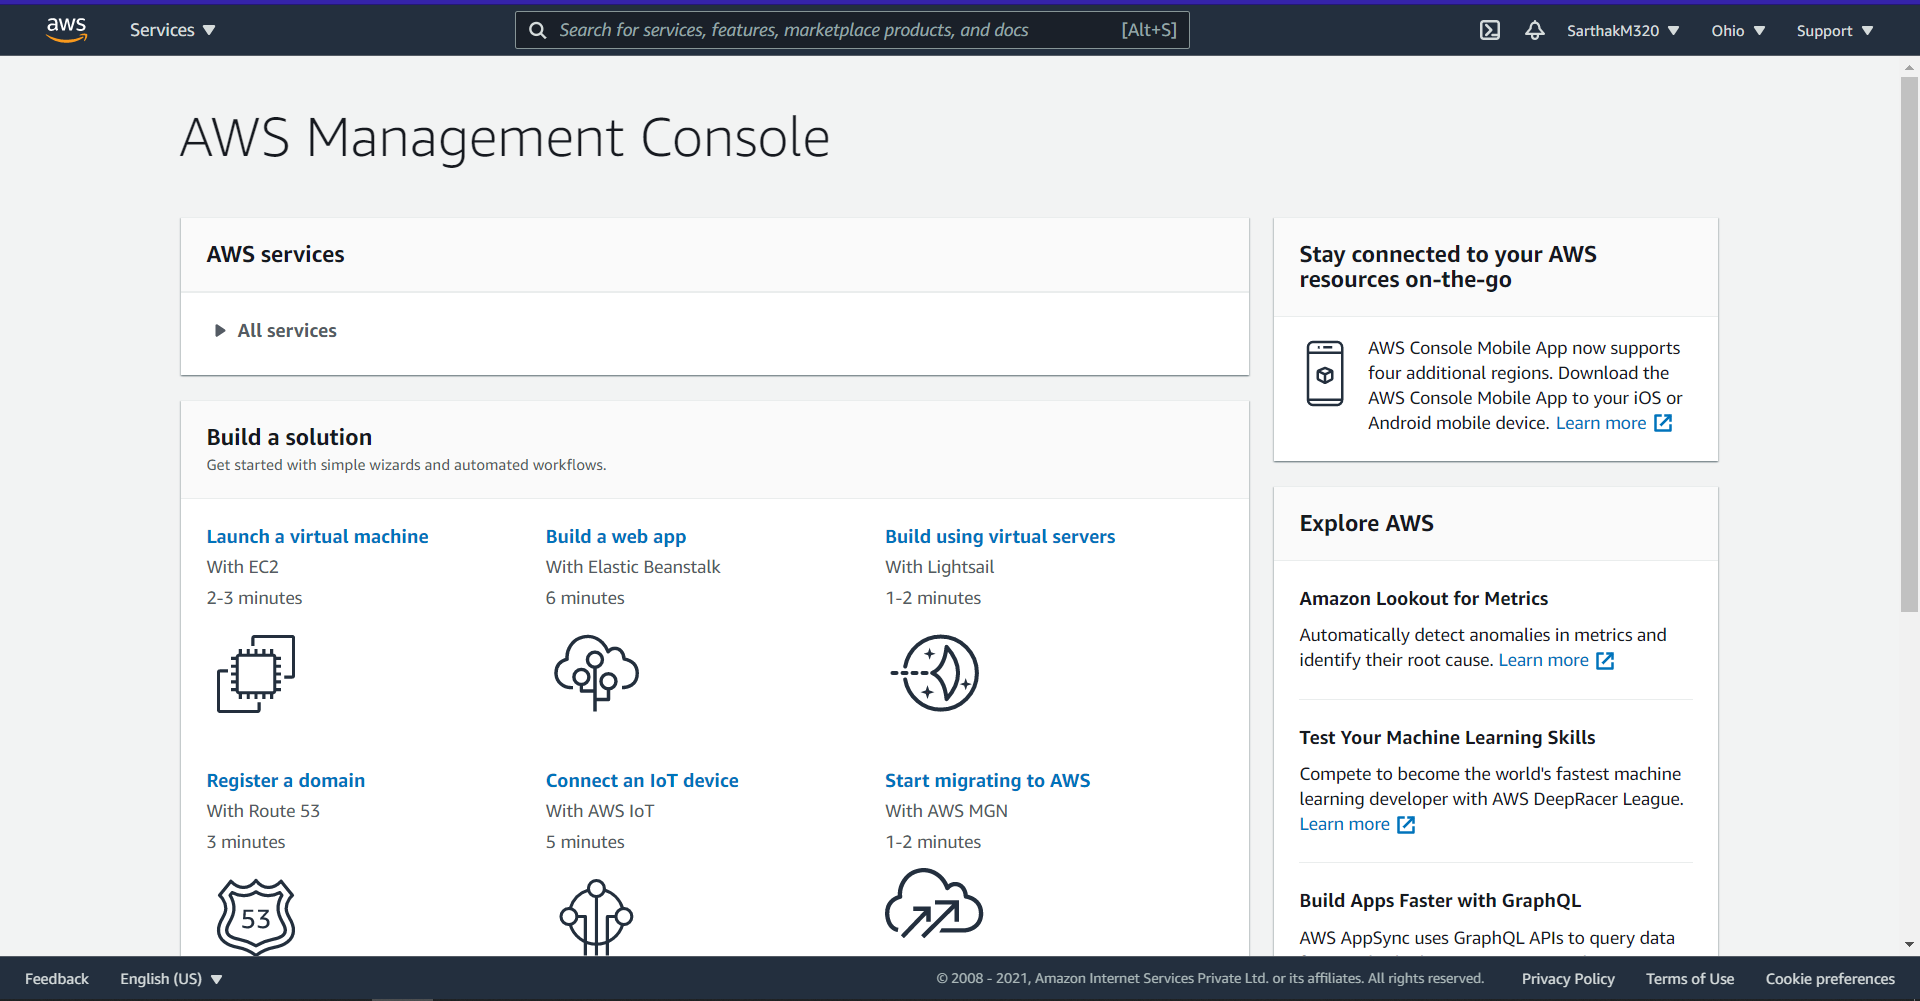 aws
Services
Search for services, features, marketplace products, and docs
[Alt+S]
SarthakM320
Ohio
Support
AWS Management Console
AWS services
All services
Build a solution
Get started with simple wizards and automated workflows.
Launch a virtual machine
With EC2
2-3 minutes
Build a web app
With Elastic Beanstalk
6 minutes
Build using virtual servers
With Lightsail
1-2 minutes
Register a domain
With Route 53
3 minutes
53
Connect an IoT device
With AWS IoT
5 minutes
Start migrating to AWS
With AWS MGN
1-2 minutes
Stay connected to your AWS
resources on-the-go
AWS Console Mobile App now supports
four additional regions. Download the
AWS Console Mobile App to your iOS or
Android mobile device. Learn more
Explore AWS
Amazon Lookout for Metrics
Automatically detect anomalies in metrics and
identify their root cause. Learn more
Test Your Machine Learning Skills
Compete to become the world's fastest machine
learning developer with AWS DeepRacer League.
Learn more
Build Apps Faster with GraphQL
AWS AppSync uses GraphQL APIs to query data
Feedback
English (US)
© 2008 - 2021, Amazon Internet Services Private Ltd. or its affiliates. All rights reserved.
Privacy Policy
Terms of Use
Cookie preferences